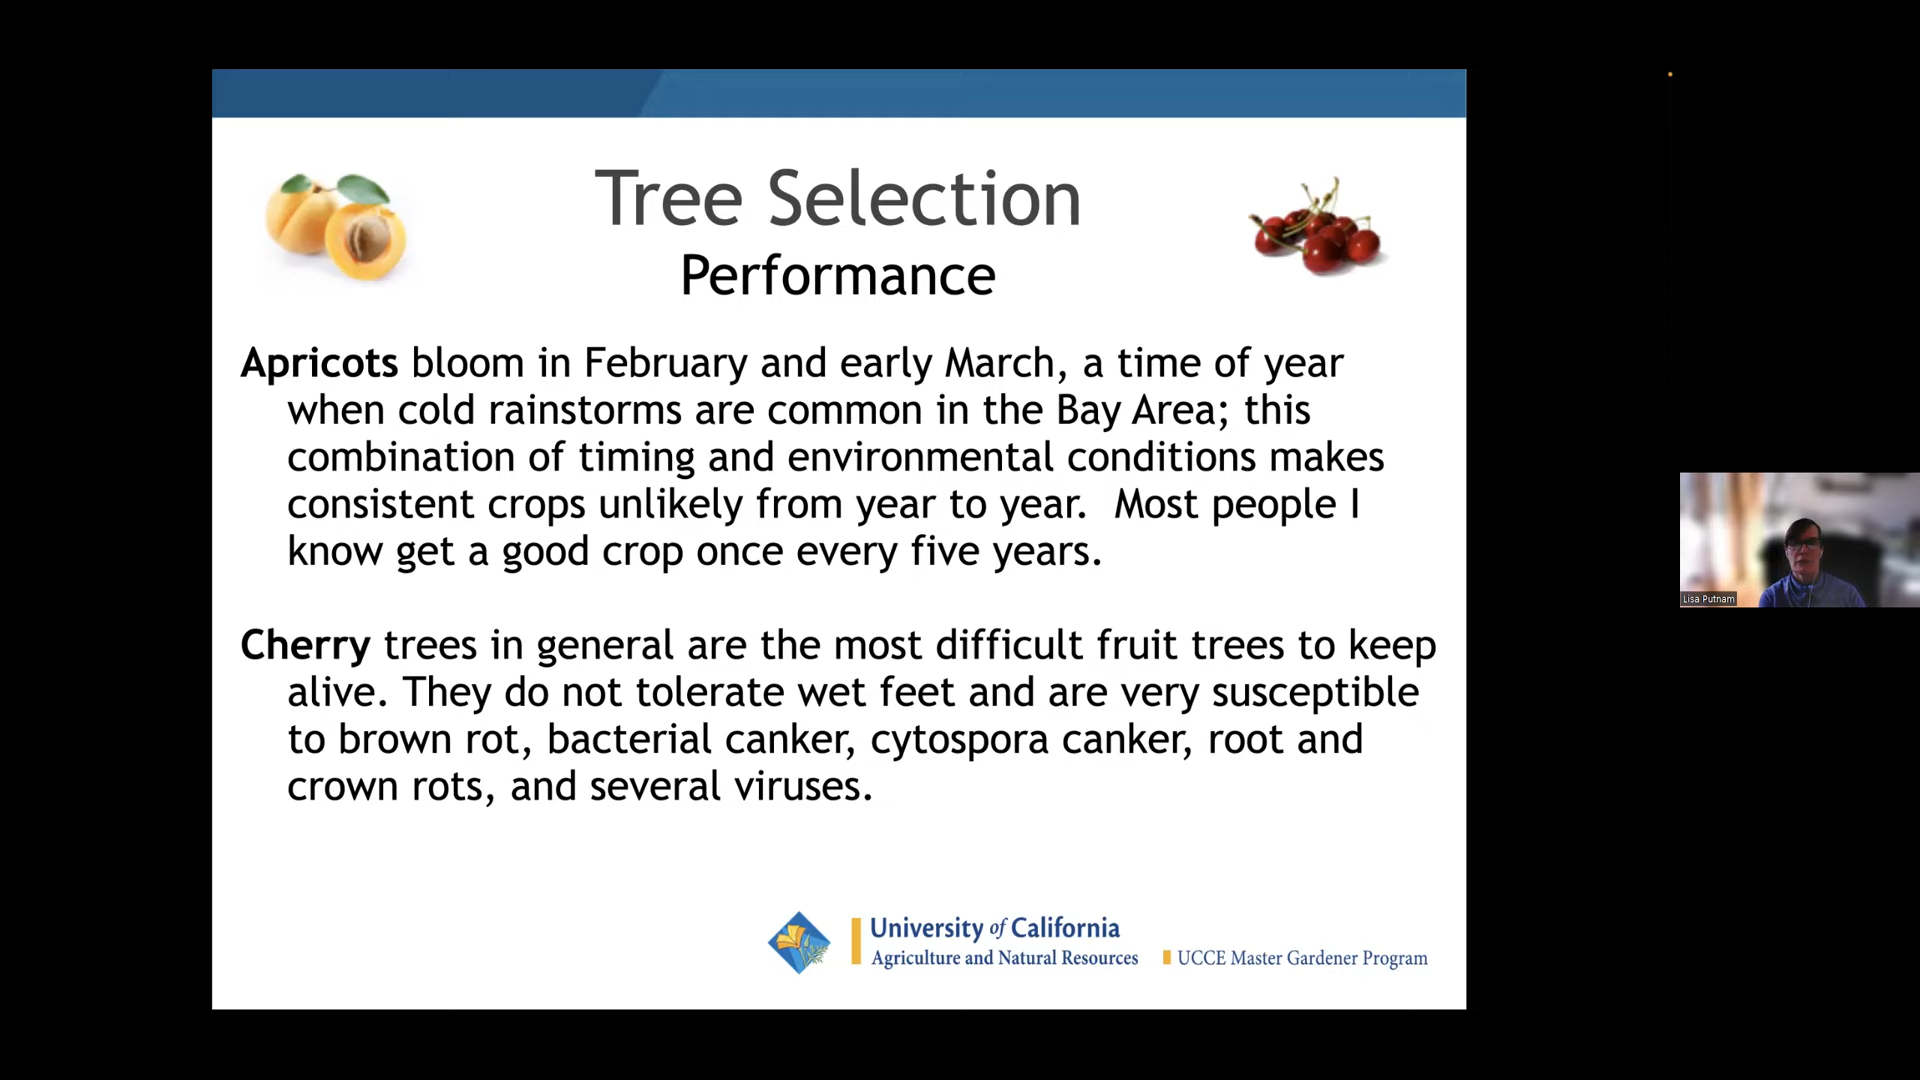 Tree Selection
Performance
Apricots bloom in February and early March, a time of year
when cold rainstorms are common in the Bay Area; this
combination of timing and environmental conditions makes
consistent crops unlikely from year to year.  Most people I
know get a good crop once every five years.
Cherry trees in general are the most difficult fruit trees to keep
alive. They do not tolerate wet feet and are very susceptible
to brown rot, bacterial canker, cytospora canker, root and
crown rots, and several viruses.
University of California
Agriculture and Natural Resources
UCCE Master Gardener Program
Lisa Putnam